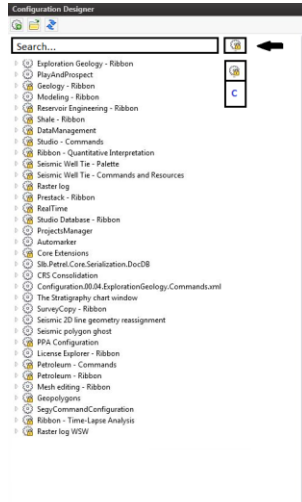 Configuration Designer
Search...
C
Exploration Geology - Ribbon
PlayAndProspect
Geology - Ribbon
Modeling - Ribbon
Reservoir Engineering - Ribbon
Shale - Ribbon
DataManagement
Studio - Commands
Ribbon - Quantitative Interpretation
Seismic Well Tie - Palette
Seismic Well Tie - Commands and Resources
Raster log
Prestack - Ribbon
RealTime
Studio Database - Ribbon
ProjectsManager
Automarker
Core Extensions
Slb.Petrel.Core.Serialization.DocDB
CRS Consolidation
Configuration.00.04.ExplorationGeology.Commands.xml
The Stratigraphy chart window
SurveyCopy - Ribbon
Seismic 2D line geometry reassignment
Seismic polygon ghost
PPA Configuration
License Explorer - Ribbon
Petroleum - Commands
Petroleum - Ribbon
Mesh editing - Ribbon
Geopolygons
SegyCommandConfiguration
Ribbon - Time-Lapse Analysis
Raster log WSW